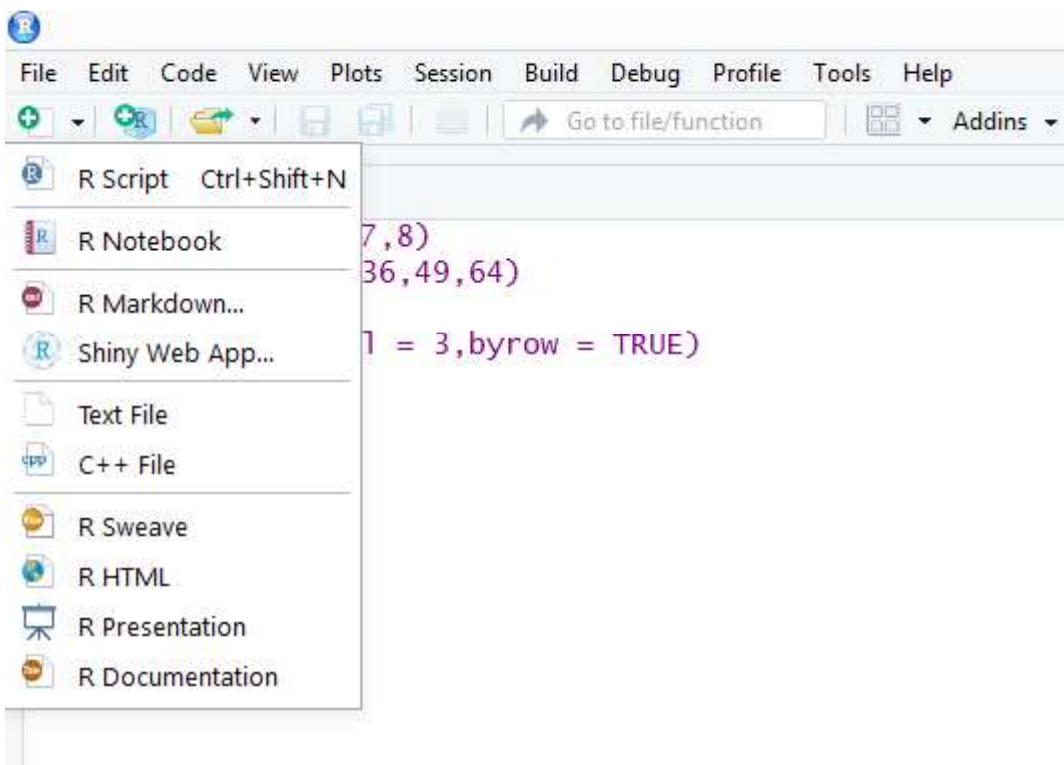 File Edit Code View Plots Session Build Debug Profile Tools Help
Go to file/function Addins
R Script Ctrl+Shift+N
R Notebook
7,8)
36,49,64)
R Markdown...
Shiny Web App...
l = 3,byrow = TRUE)
Text File
C++ File
R Sweave
R HTML
R Presentation
R Documentation